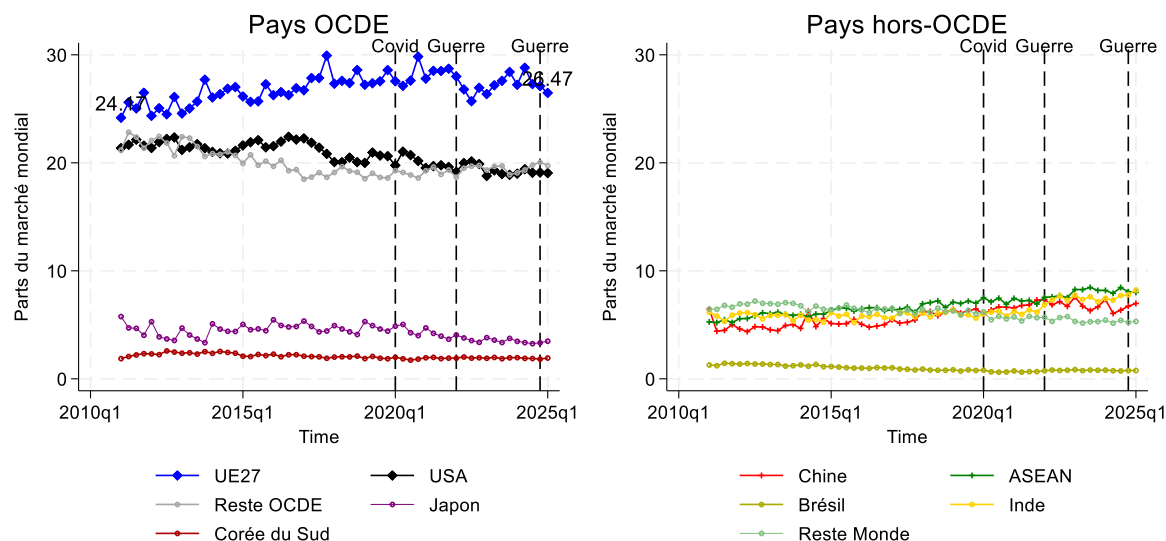 Pays OCDE
Covid Guerre Guerre
30
20
10
0
24.17
26.47
Parts du marché mondial
2010q1 2015q1 2020q1 2025q1
Time
UE27 USA
Reste OCDE Japon
Corée du Sud
Pays hors-OCDE
Covid Guerre Guerre
30
20
10
0
Parts du marché mondial
2010q1 2015q1 2020q1 2025q1
Time
Chine ASEAN
Brésil Inde
Reste Monde